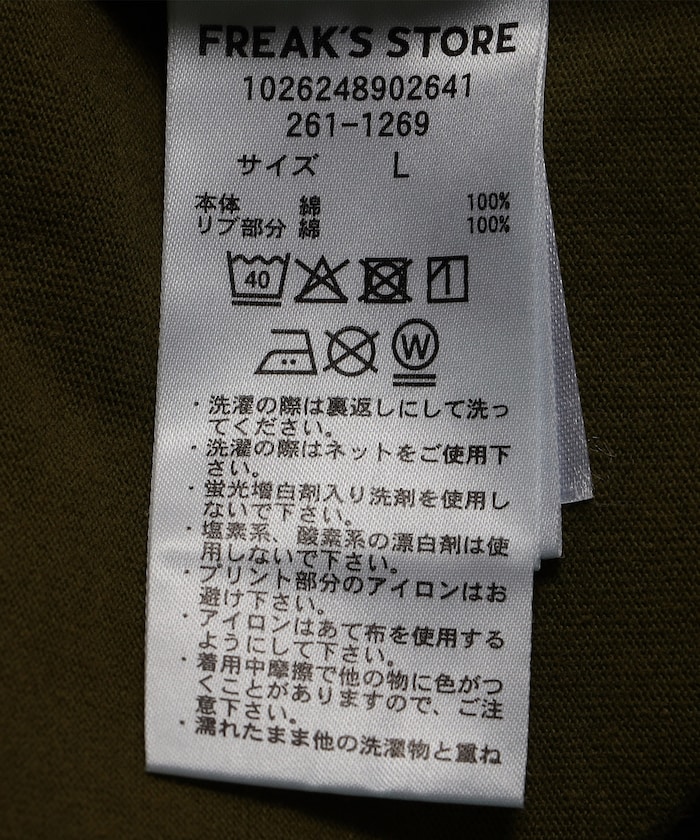 FREAK'S STORE
1026248902641
261-1269
サイズ L
本体 綿 100%
リブ部分 綿 100%
40
W
・洗濯の際は裏返しにして洗っ
てください。
・洗濯の際はネットをご使用下
さい。
・蛍光増白剤入り洗剤を使用し
ないで下さい。
・塩素系、酸素系の漂白剤は使
用しないで下さい。
・プリント部分のアイロンはお
避け下さい。
・アイロンはあて布を使用する
ようにして下さい。
・着用中摩擦で他の物に色がつ
くことがありますので、ご注
意下さい。
・濡れたまま他の洗濯物と重ね